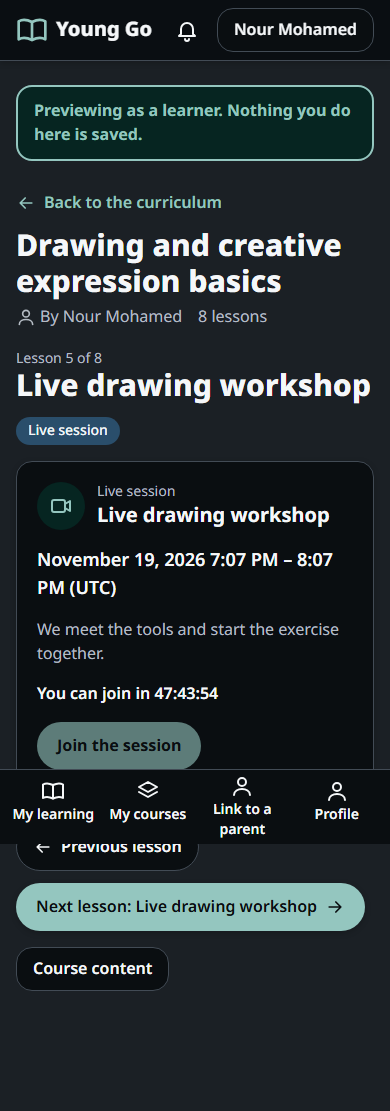 Young Go
Nour Mohamed
Previewing as a learner. Nothing you do
here is saved.
Back to the curriculum
Drawing and creative
expression basics
By Nour Mohamed 8 lessons
Lesson 5 of 8
Live drawing workshop
Live session
Live session
Live drawing workshop
November 19, 2026 7:07 PM – 8:07
PM (UTC)
We meet the tools and start the exercise
together.
You can join in 47:43:54
Join the session
My learning
My courses
Link to a
parent
Profile
Previous lesson
Next lesson: Live drawing workshop
Course content